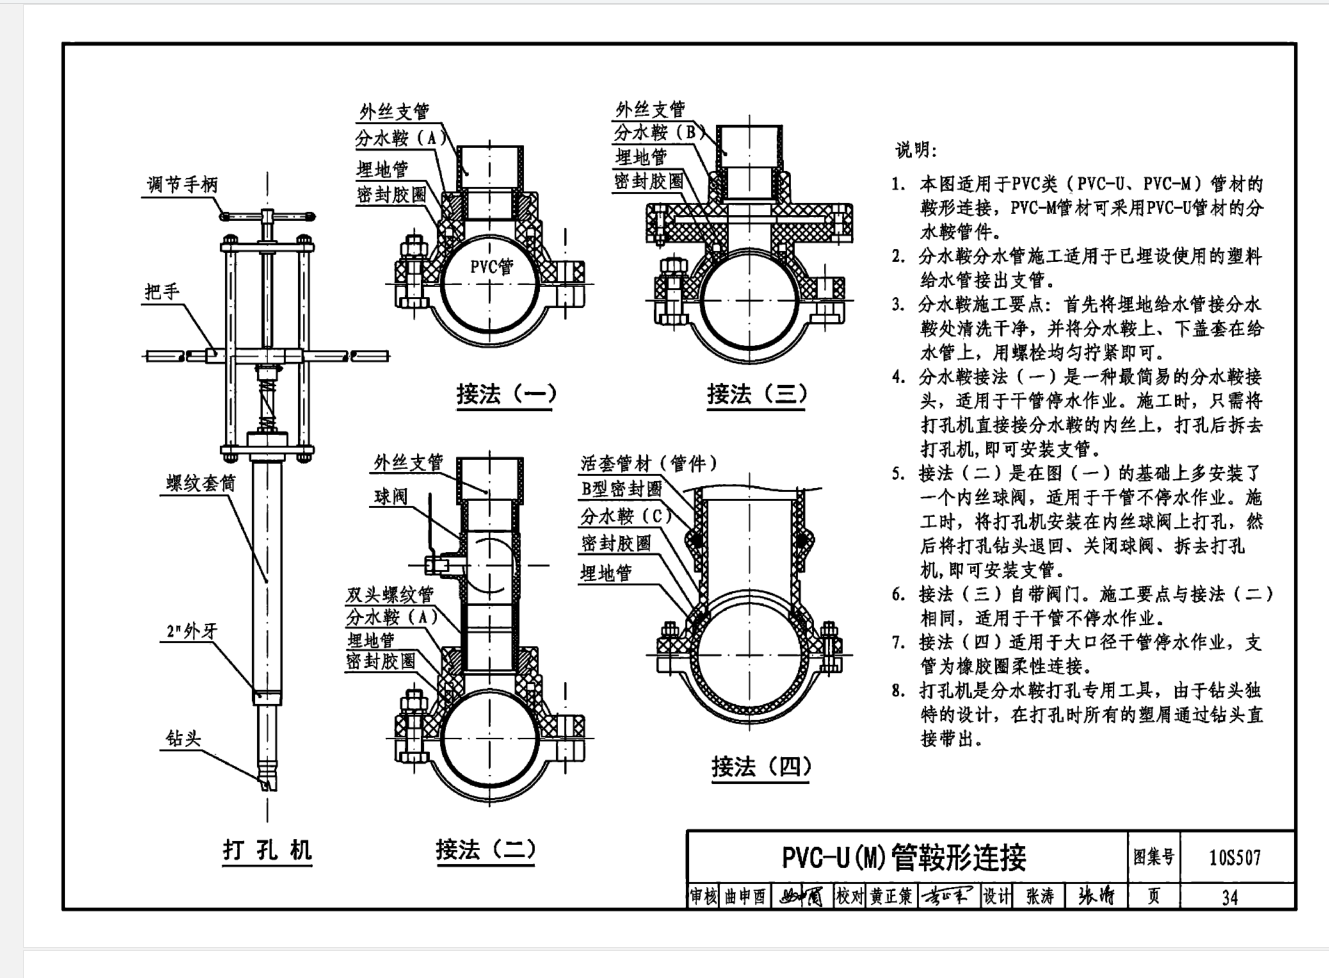 调节手柄
把手
螺纹套筒
2"外牙
钻头
打孔机
外丝支管
分水鞍（A）
埋地管
密封胶圈
PVC管
接法（一）
外丝支管
球阀
双头螺纹管
分水鞍（A）
埋地管
密封胶圈
接法（二）
外丝支管
分水鞍（B）
埋地管
密封胶圈
接法（三）
活套管材（管件）
B型密封圈
分水鞍（C）
密封胶圈
埋地管
接法（四）
说明:
1. 本图适用于PVC类（PVC-U、PVC-M）管材的
鞍形连接，PVC-M管材可采用PVC-U管材的分
水鞍管件。
2. 分水鞍分水管施工适用于已埋设使用的塑料
给水管接出支管。
3. 分水鞍施工要点：首先将埋地给水管接分水
鞍处清洗干净，并将分水鞍上、下盖套在给
水管上，用螺栓均匀拧紧即可。
4. 分水鞍接法（一）是一种最简易的分水鞍接
头，适用于干管停水作业。施工时，只需将
打孔机直接接分水鞍的内丝上，打孔后拆去
打孔机,即可安装支管。
5. 接法（二）是在图（一）的基础上多安装了
一个内丝球阀，适用于干管不停水作业。施
工时，将打孔机安装在内丝球阀上打孔，然
后将打孔钻头退回、关闭球阀、拆去打孔
机,即可安装支管。
6. 接法（三）自带阀门。施工要点与接法（二）
相同，适用于干管不停水作业。
7. 接法（四）适用于大口径干管停水作业，支
管为橡胶圈柔性连接。
8. 打孔机是分水鞍打孔专用工具，由于钻头独
特的设计，在打孔时所有的塑屑通过钻头直
接带出。
PVC-U(M)管鞍形连接
图集号 10S507
审核 曲申酉 校对 黄正策 设计 张涛 张涛 页 34